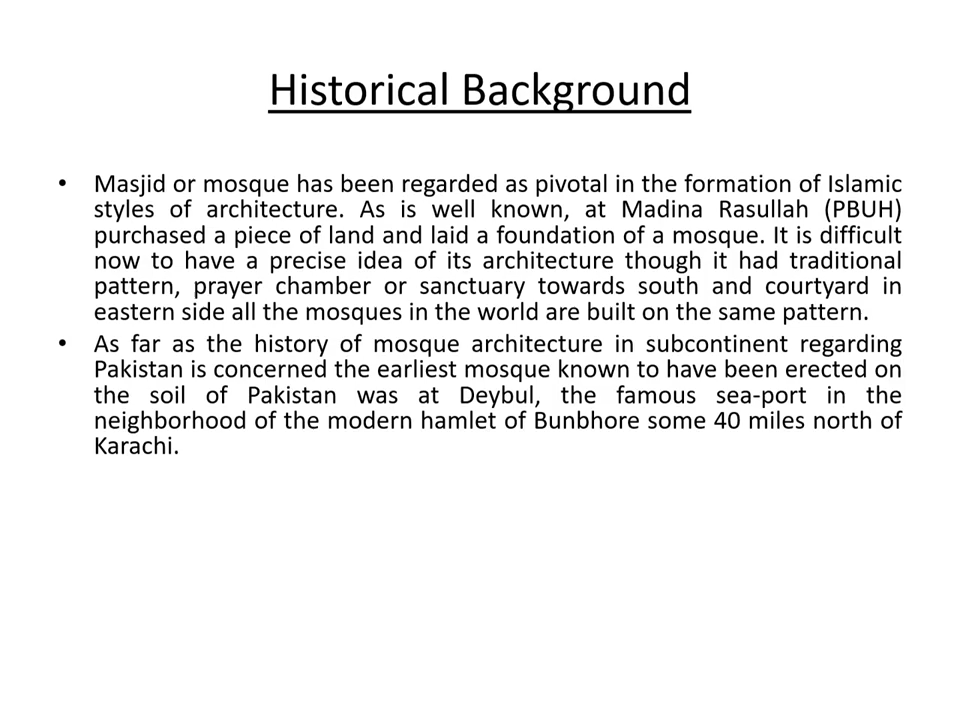 Historical Background
• Masjid or mosque has been regarded as pivotal in the formation of Islamic
styles of architecture. As is well known, at Madina Rasullah (PBUH)
purchased a piece of land and laid a foundation of a mosque. It is difficult
now to have a precise idea of its architecture though it had traditional
pattern, prayer chamber or sanctuary towards south and courtyard in
eastern side all the mosques in the world are built on the same pattern.
• As far as the history of mosque architecture in subcontinent regarding
Pakistan is concerned the earliest mosque known to have been erected on
the soil of Pakistan was at Deybul, the famous sea-port in the
neighborhood of the modern hamlet of Bunbhore some 40 miles north of
Karachi.